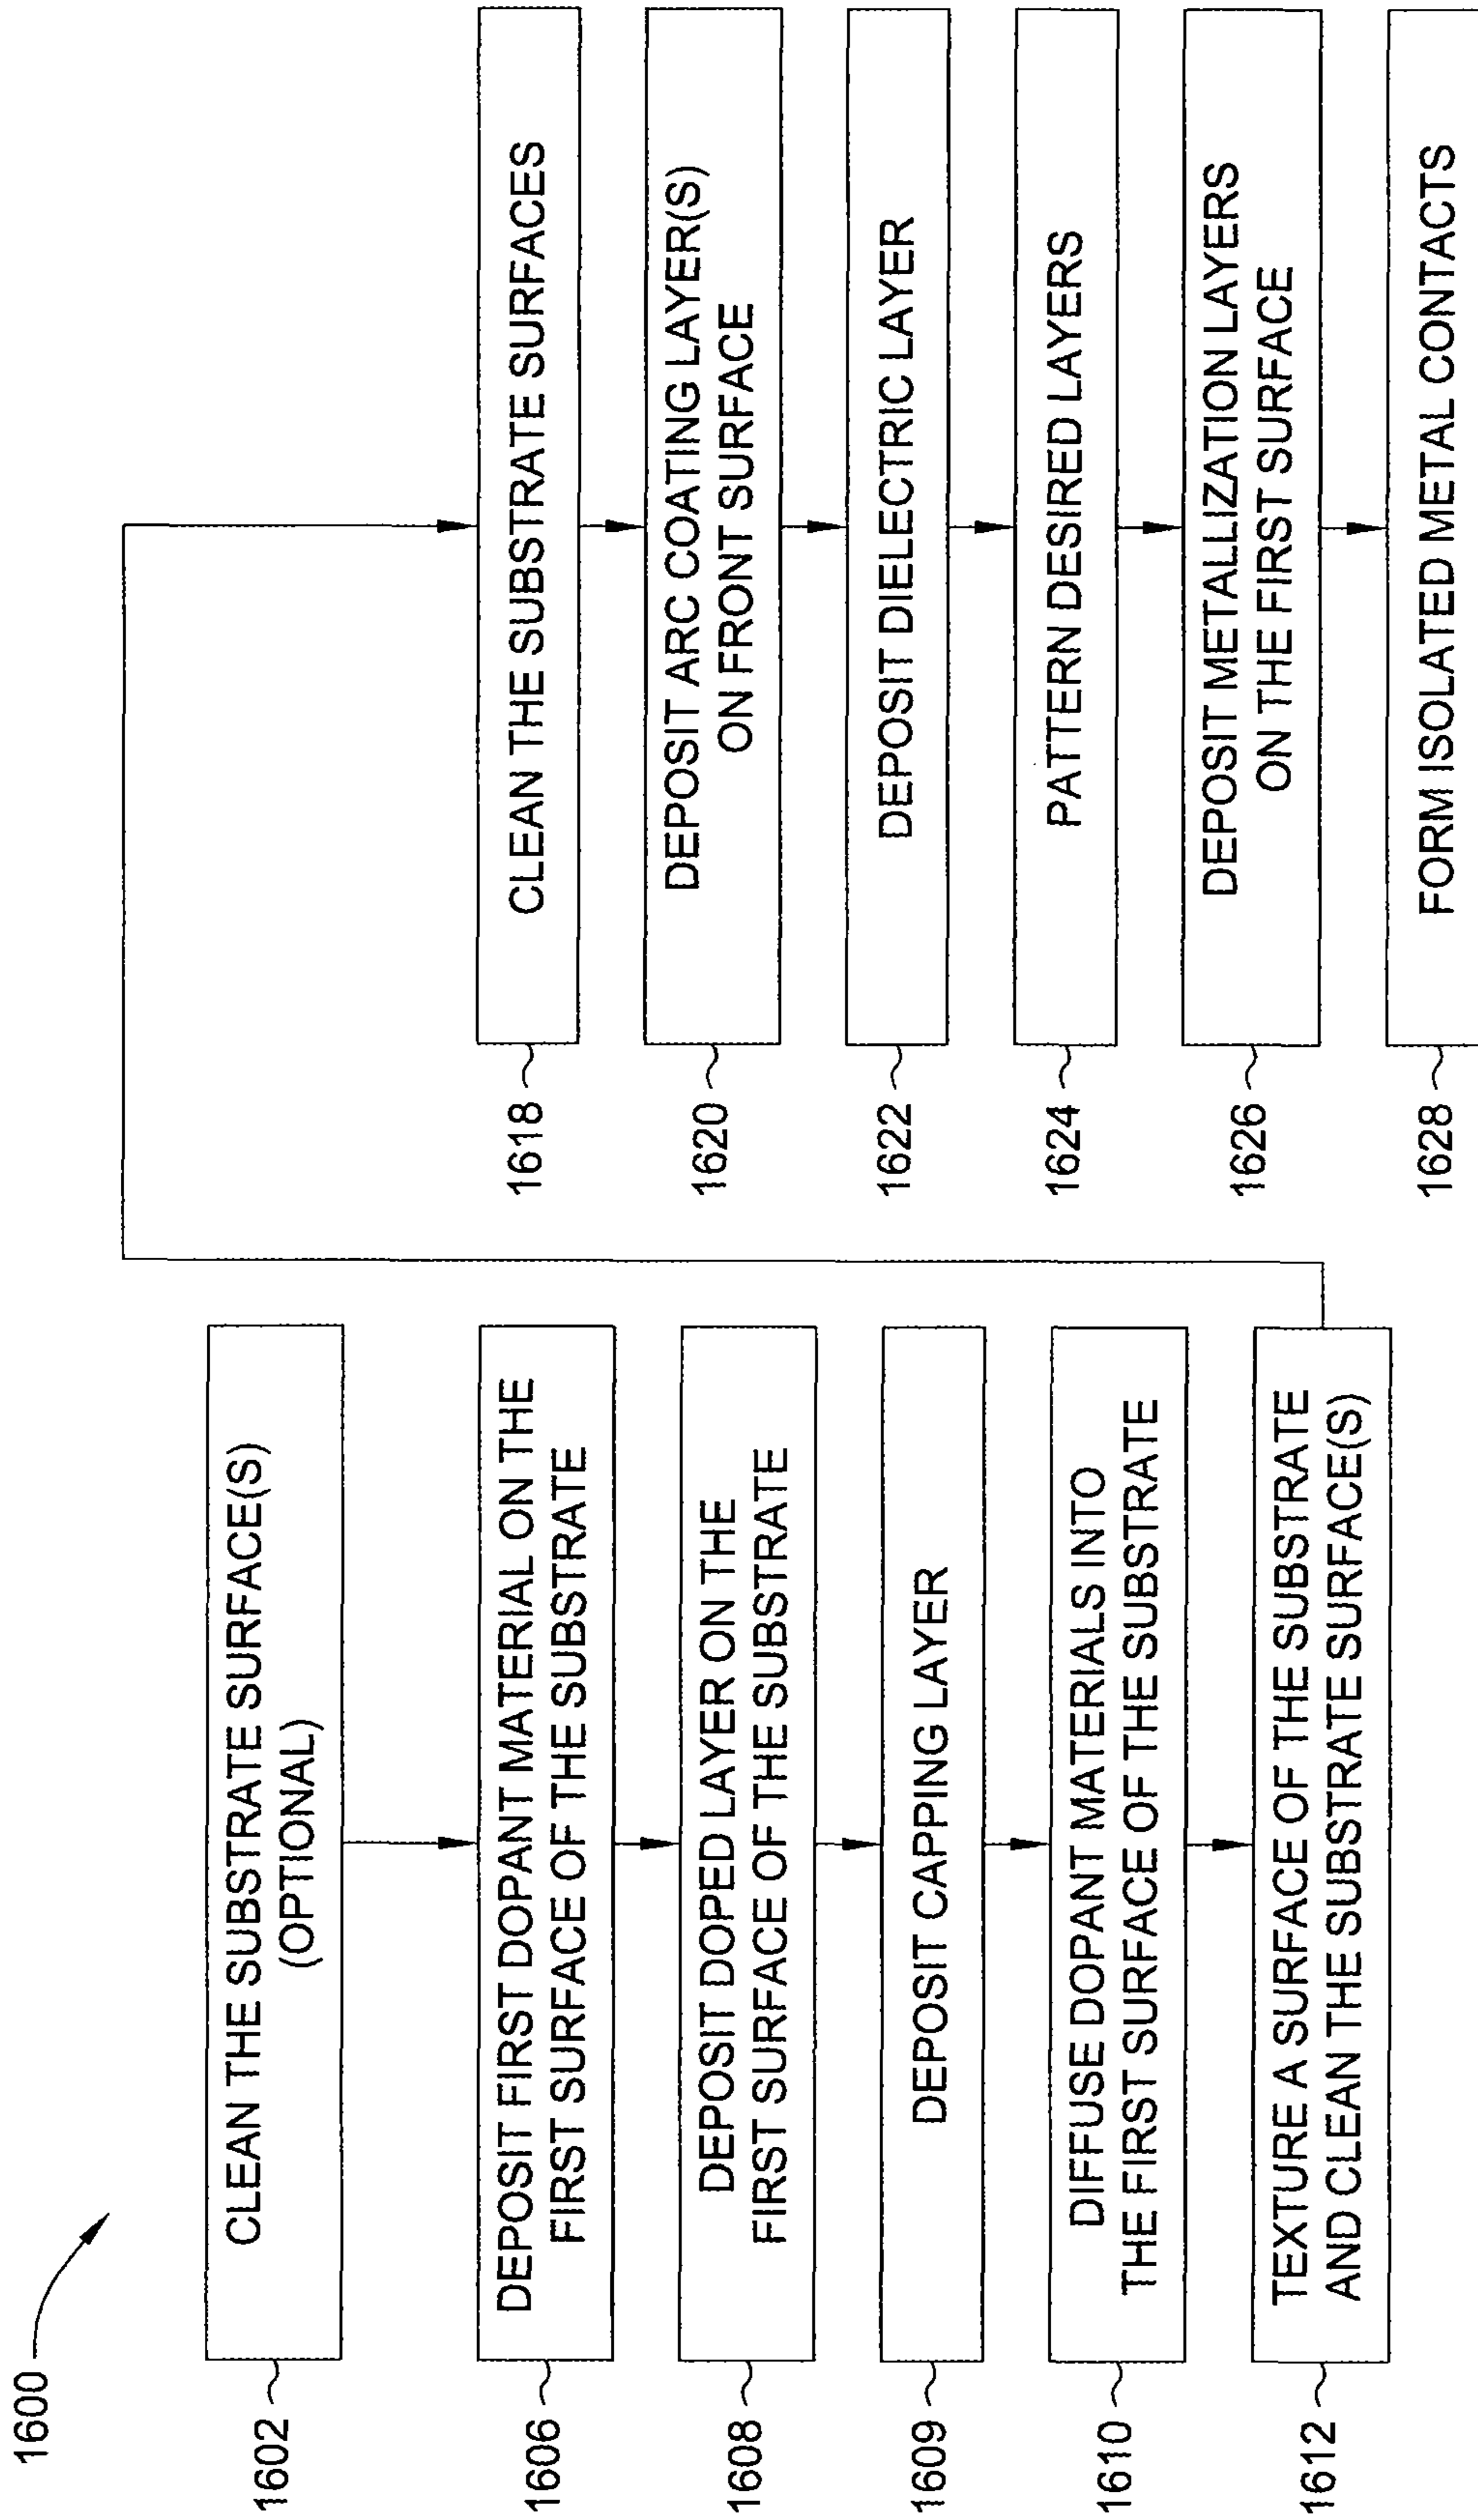 1600
1602
CLEAN THE SUBSTRATE SURFACE(S)
(OPTIONAL)
1606
DEPOSIT FIRST DOPANT MATERIAL ON THE
FIRST SURFACE OF THE SUBSTRATE
1608
DEPOSIT DOPED LAYER ON THE
FIRST SURFACE OF THE SUBSTRATE
1609
DEPOSIT CAPPING LAYER
1610
DIFFUSE DOPANT MATERIALS INTO
THE FIRST SURFACE OF THE SUBSTRATE
1612
TEXTURE A SURFACE OF THE SUBSTRATE
AND CLEAN THE SUBSTRATE SURFACE(S)
1618
CLEAN THE SUBSTRATE SURFACES
1620
DEPOSIT ARC COATING LAYER(S)
ON FRONT SURFACE
1622
DEPOSIT DIELECTRIC LAYER
1624
PATTERN DESIRED LAYERS
1626
DEPOSIT METALLIZATION LAYERS
ON THE FIRST SURFACE
1628
FORM ISOLATED METAL CONTACTS